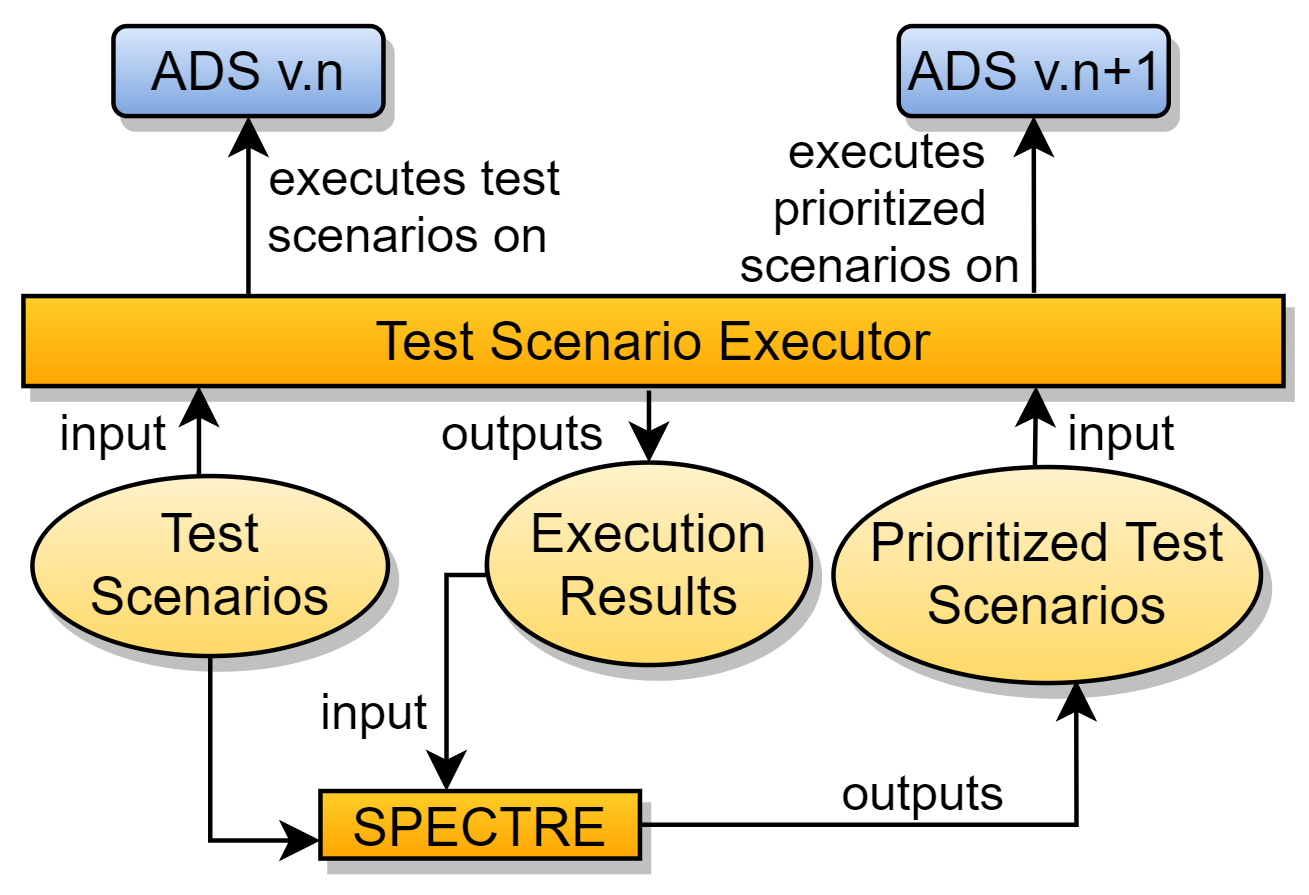 ADS v.n
ADS v.n+1
executes test
scenarios on
executes
prioritized
scenarios on
Test Scenario Executor
input
outputs
input
Test
Scenarios
Execution
Results
Prioritized Test
Scenarios
input
outputs
SPECTRE